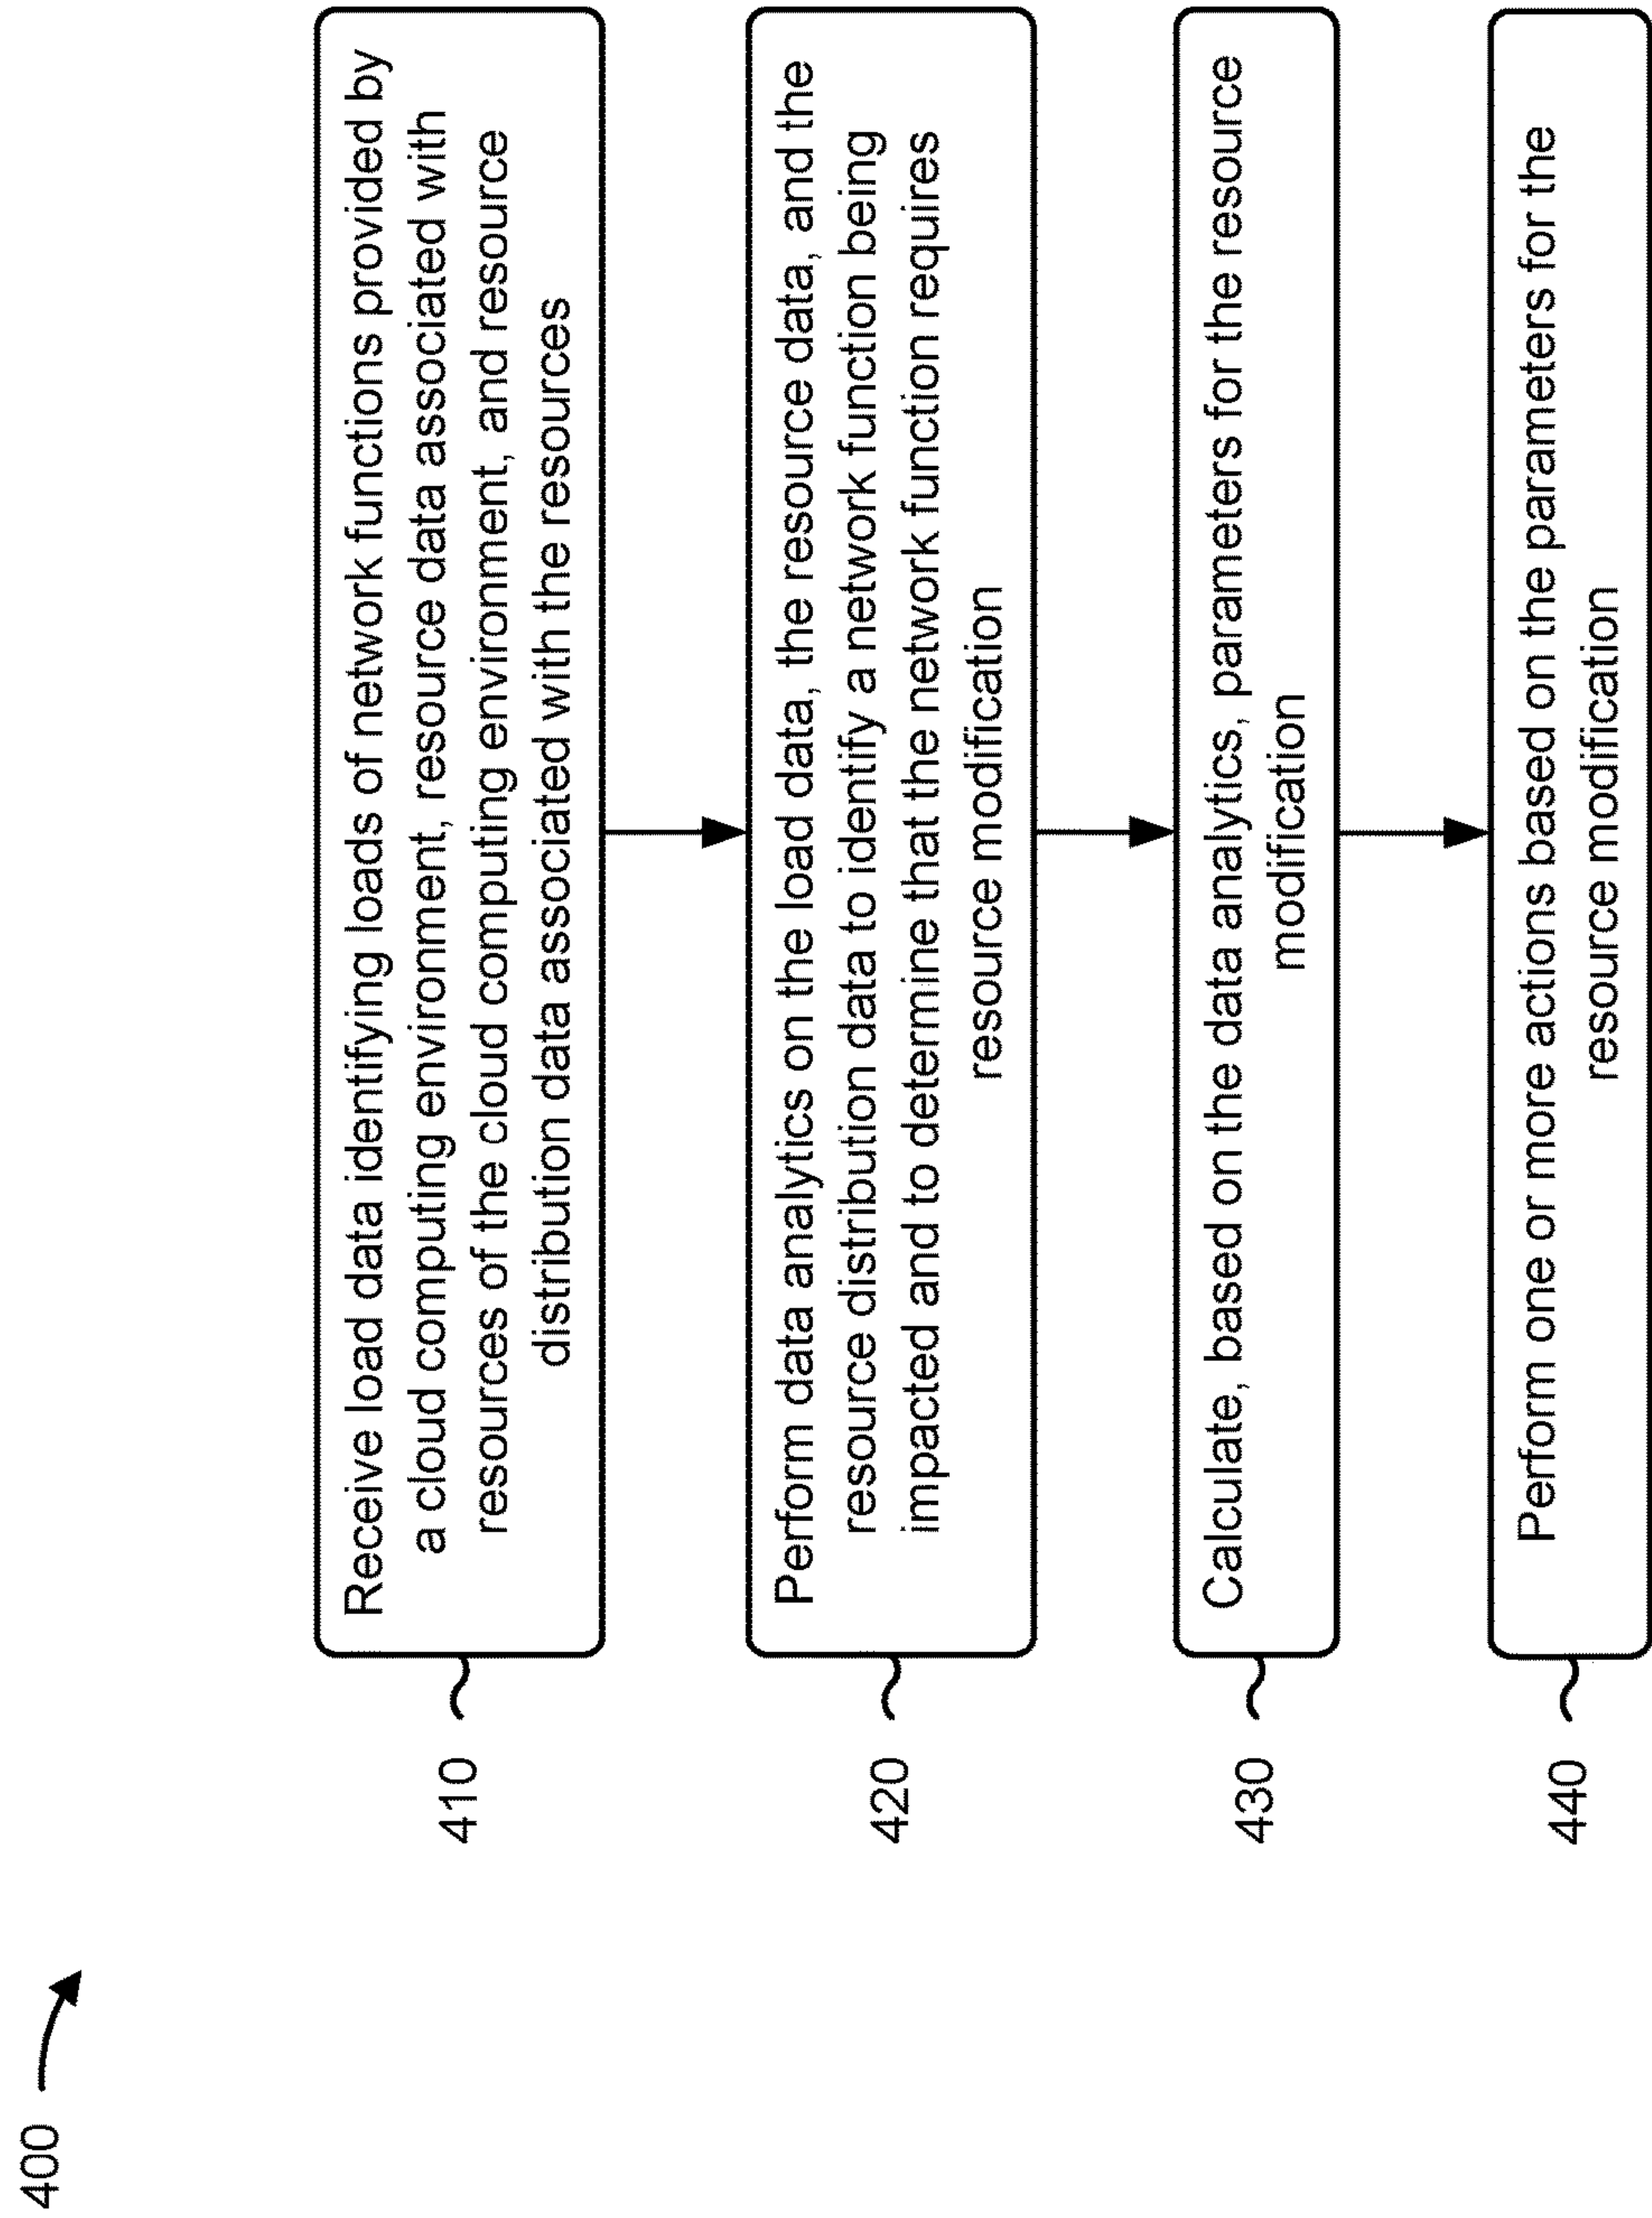 400
410
Receive load data identifying loads of network functions provided by
a cloud computing environment, resource data associated with
resources of the cloud computing environment, and resource
distribution data associated with the resources
420
Perform data analytics on the load data, the resource data, and the
resource distribution data to identify a network function being
impacted and to determine that the network function requires
resource modification
430
Calculate, based on the data analytics, parameters for the resource
modification
440
Perform one or more actions based on the parameters for the
resource modification